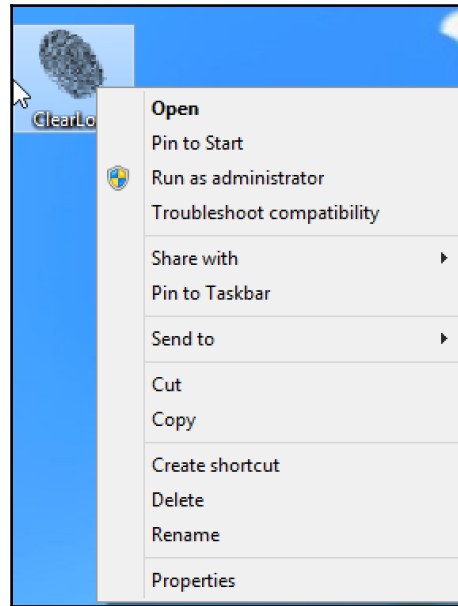 ClearLo
Open
Pin to Start
Run as administrator
Troubleshoot compatibility
Share with
Pin to Taskbar
Send to
Cut
Copy
Create shortcut
Delete
Rename
Properties